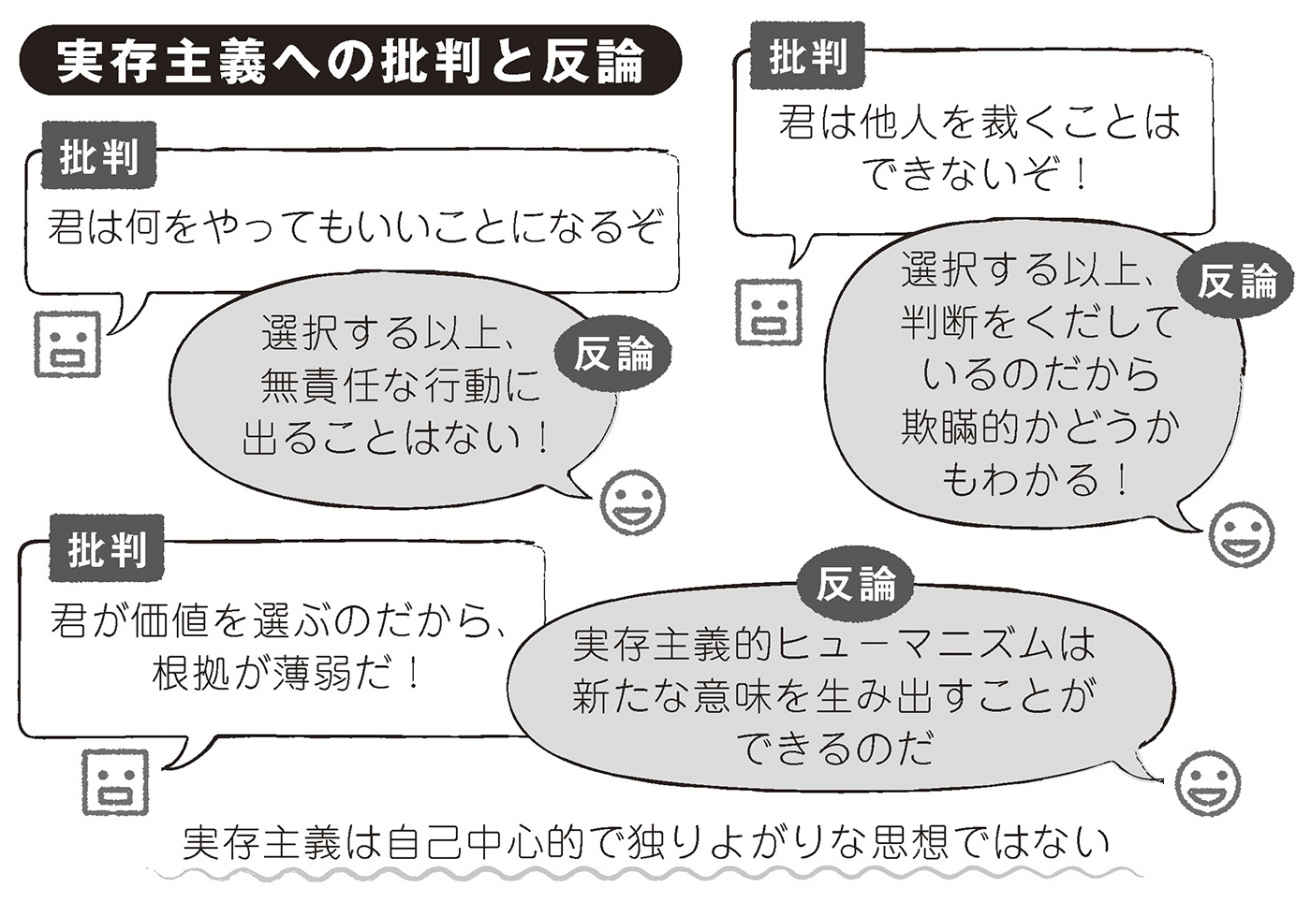 実存主義への批判と反論
批判
君は何をやってもいいことになるぞ
反論
選択する以上、
無責任な行動に
出ることはない！
批判
君は他人を裁くことは
できないぞ！
反論
選択する以上、
判断をくだして
いるのだから
欺瞞的かどうか
もわかる！
批判
君が価値を選ぶのだから、
根拠が薄弱だ！
反論
実存主義的ヒューマニズムは
新たな意味を生み出すことが
できるのだ
実存主義は自己中心的で独りよがりな思想ではない